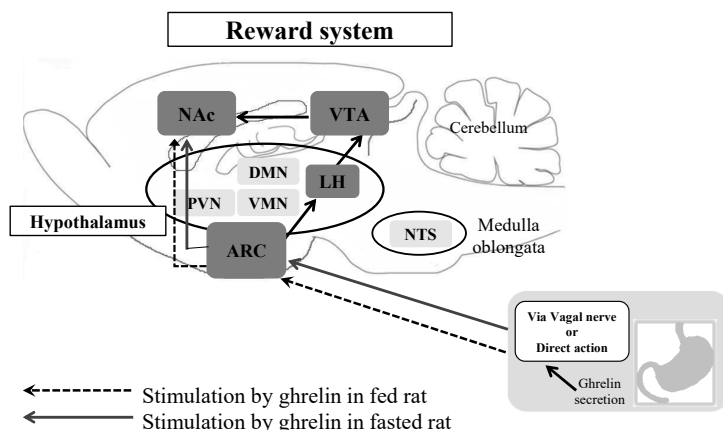 Reward system
NAc
VTA
Cerebellum
DMN
LH
PVN
VMN
Hypothalamus
ARC
NTS
Medulla
oblongata
Via Vagal nerve
or
Direct action
Ghrelin
secretion
Stimulation by ghrelin in fed rat
Stimulation by ghrelin in fasted rat